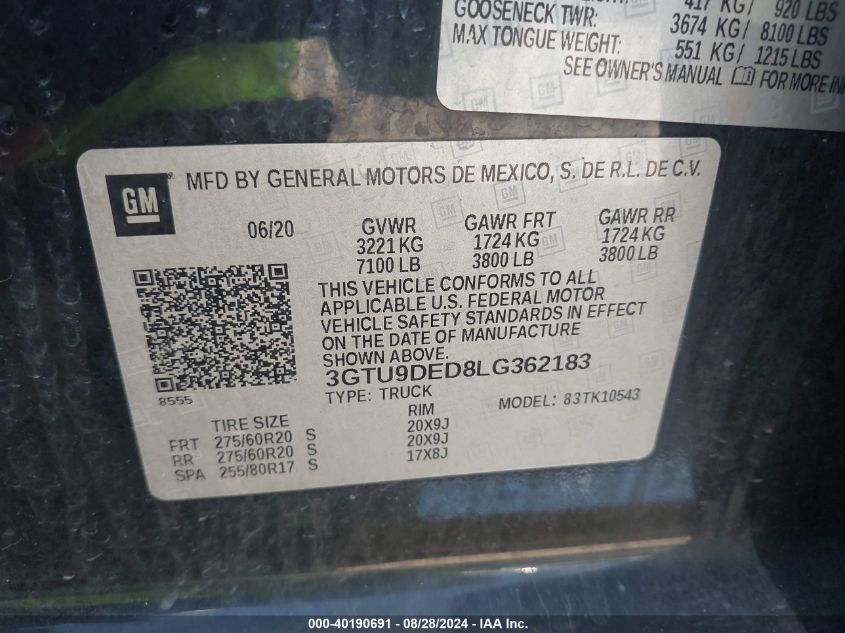 417 KG/ 920 LBS
GOOSENECK TWR: 3674 KG/ 8100 LBS
MAX TONGUE WEIGHT: 551 KG/ 1215 LBS
SEE OWNER'S MANUAL FOR MORE
GM
MFD BY GENERAL MOTORS DE MEXICO, S. DE R.L. DE C.V.
06/20 GVWR GAWR FRT GAWR RR
3221 KG 1724 KG 1724 KG
7100 LB 3800 LB 3800 LB
THIS VEHICLE CONFORMS TO ALL
APPLICABLE U.S. FEDERAL MOTOR
VEHICLE SAFETY STANDARDS IN EFFECT
ON THE DATE OF MANUFACTURE
SHOWN ABOVE.
3GTU9DED8LG362183
8555
TYPE: TRUCK MODEL: 83TK10543
TIRE SIZE RIM
FRT 275/60R20 S 20X9J
RR 275/60R20 S 20X9J
SPA 255/80R17 S 17X8J
000-40190691 | 08/28/2024 - IAA Inc.